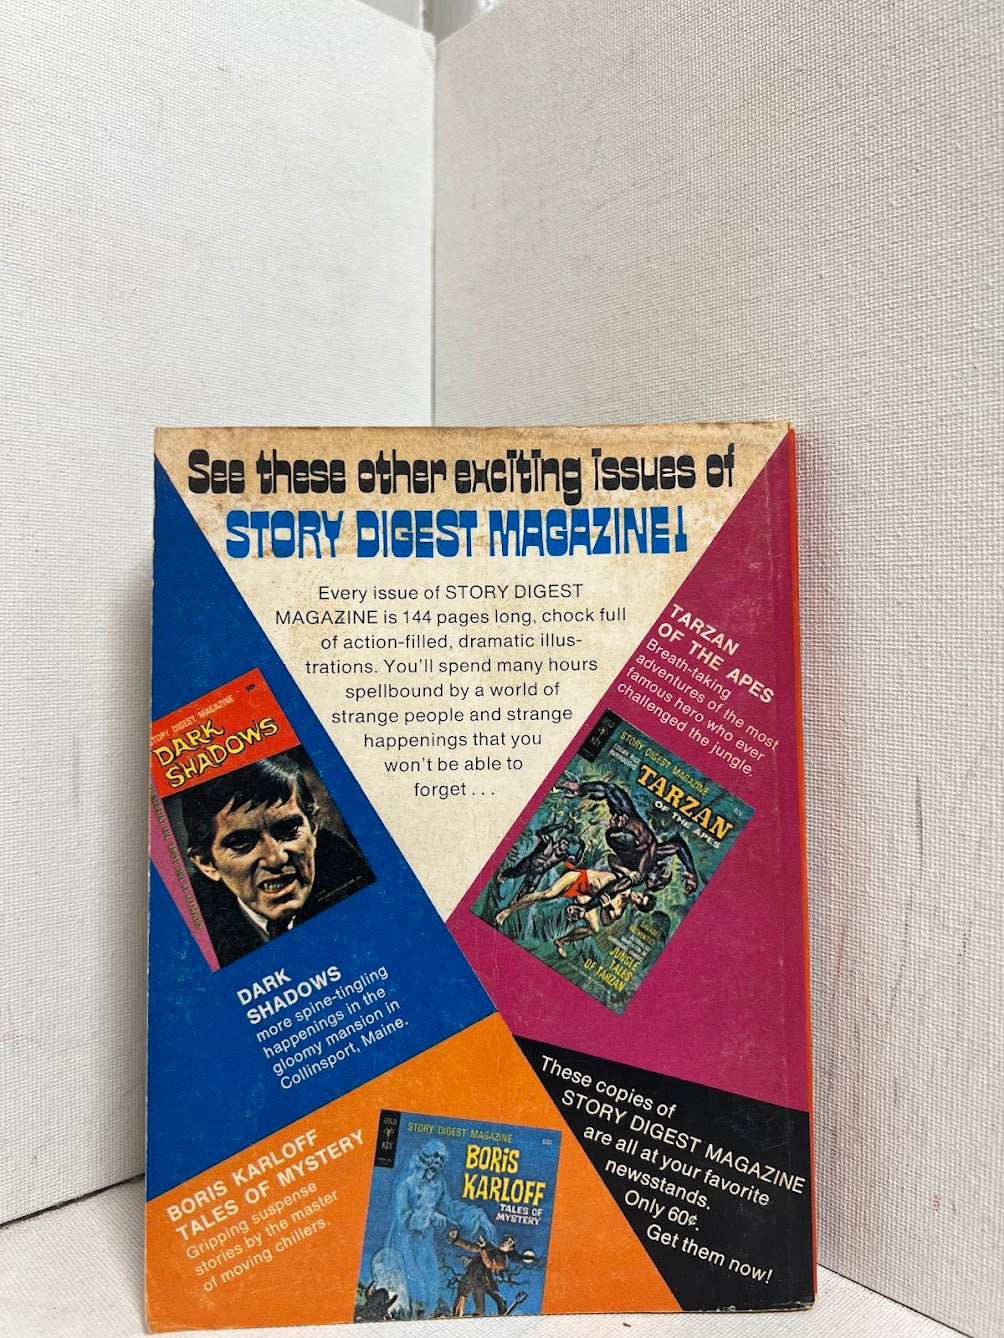 See these other exciting issues of
STORY DIGEST MAGAZINE!
Every issue of STORY DIGEST
MAGAZINE is 144 pages long, chock full
of action-filled, dramatic illus-
trations. You'll spend many hours
spellbound by a world of
strange people and strange
happenings that you
won't be able to
forget . . .
TARZAN
OF THE APES
Breath-taking
adventures of the most
famous hero who ever
challenged the jungle.
GOLD
KEY
STORY DIGEST MAGAZINE
TARZAN
OF THE APES
JUNGLE
TALES
OF TARZAN
STORY DIGEST MAGAZINE
DARK
SHADOWS
DARK
SHADOWS
more spine-tingling
happenings in the
gloomy mansion in
Collinsport, Maine.
These copies of
STORY DIGEST MAGAZINE
are all at your favorite
newsstands.
Only 60¢.
Get them now!
BORIS KARLOFF
TALES OF MYSTERY
Gripping suspense
stories by the master
of moving chillers.
GOLD
KEY
STORY DIGEST MAGAZINE
60¢
BORIS
KARLOFF
TALES OF
MYSTERY